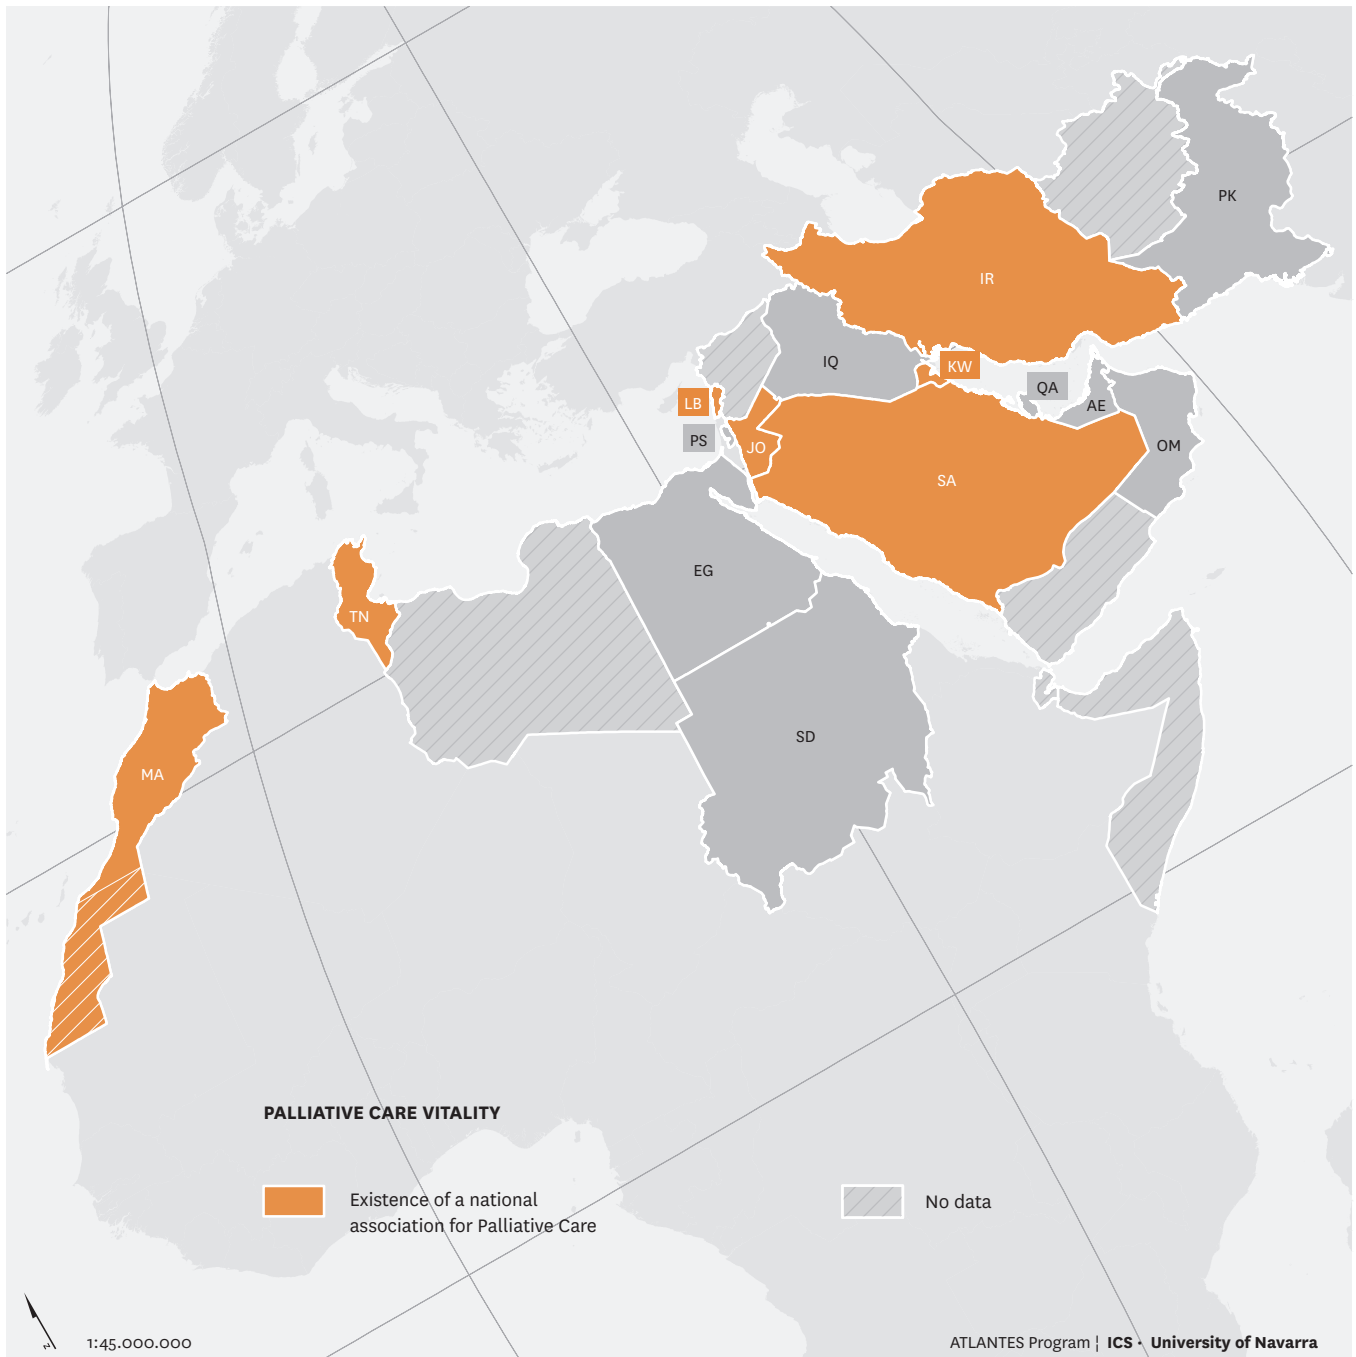 PK
IR
IQ
KW
QA
LB
AE
PS
JO
OM
SA
EG
TN
SD
MA
PALLIATIVE CARE VITALITY
Existence of a national
association for Palliative Care
No data
N
1:45.000.000
ATLANTES Program | ICS · University of Navarra